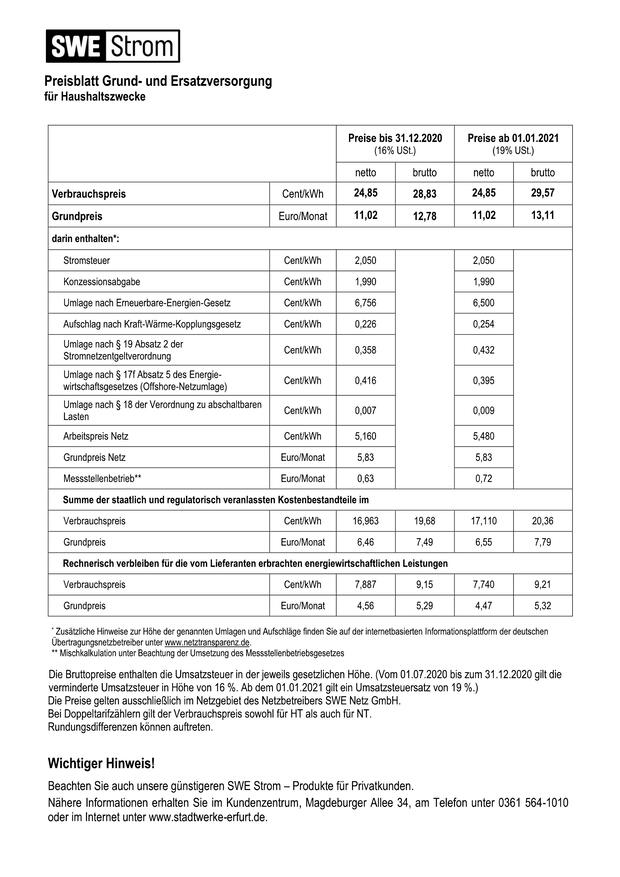 SWE Strom
Preisblatt Grund- und Ersatzversorgung
für Haushaltszwecke
Preise bis 31.12.2020 Preise ab 01.01.2021
(16% USt.) (19% USt.)
netto brutto netto brutto
Verbrauchspreis Cent/kWh 24,85 28,83 24,85 29,57
Grundpreis Euro/Monat 11,02 12,78 11,02 13,11
darin enthalten*:
Stromsteuer Cent/kWh 2,050 2,050
Konzessionsabgabe Cent/kWh 1,990 1,990
Umlage nach Erneuerbare-Energien-Gesetz Cent/kWh 6,756 6,500
Aufschlag nach Kraft-Wärme-Kopplungsgesetz Cent/kWh 0,226 0,254
Umlage nach § 19 Absatz 2 der
Stromnetzentgeltverordnung Cent/kWh 0,358 0,432
Umlage nach § 17f Absatz 5 des Energie-
wirtschaftsgesetzes (Offshore-Netzumlage) Cent/kWh 0,416 0,395
Umlage nach § 18 der Verordnung zu abschaltbaren
Lasten Cent/kWh 0,007 0,009
Arbeitspreis Netz Cent/kWh 5,160 5,480
Grundpreis Netz Euro/Monat 5,83 5,83
Messstellenbetrieb** Euro/Monat 0,63 0,72
Summe der staatlich und regulatorisch veranlassten Kostenbestandteile im
Verbrauchspreis Cent/kWh 16,963 19,68 17,110 20,36
Grundpreis Euro/Monat 6,46 7,49 6,55 7,79
Rechnerisch verbleiben für die vom Lieferanten erbrachten energiewirtschaftlichen Leistungen
Verbrauchspreis Cent/kWh 7,887 9,15 7,740 9,21
Grundpreis Euro/Monat 4,56 5,29 4,47 5,32
* Zusätzliche Hinweise zur Höhe der genannten Umlagen und Aufschläge finden Sie auf der internetbasierten Informationsplattform der deutschen
Übertragungsnetzbetreiber unter www.netztransparenz.de.
** Mischkalkulation unter Beachtung der Umsetzung des Messstellenbetriebsgesetzes
Die Bruttopreise enthalten die Umsatzsteuer in der jeweils gesetzlichen Höhe. (Vom 01.07.2020 bis zum 31.12.2020 gilt die
verminderte Umsatzsteuer in Höhe von 16 %. Ab dem 01.01.2021 gilt ein Umsatzsteuersatz von 19 %.)
Die Preise gelten ausschließlich im Netzgebiet des Netzbetreibers SWE Netz GmbH.
Bei Doppeltarifzählern gilt der Verbrauchspreis sowohl für HT als auch für NT.
Rundungsdifferenzen können auftreten.
Wichtiger Hinweis!
Beachten Sie auch unsere günstigeren SWE Strom – Produkte für Privatkunden.
Nähere Informationen erhalten Sie im Kundenzentrum, Magdeburger Allee 34, am Telefon unter 0361 564-1010
oder im Internet unter www.stadtwerke-erfurt.de.